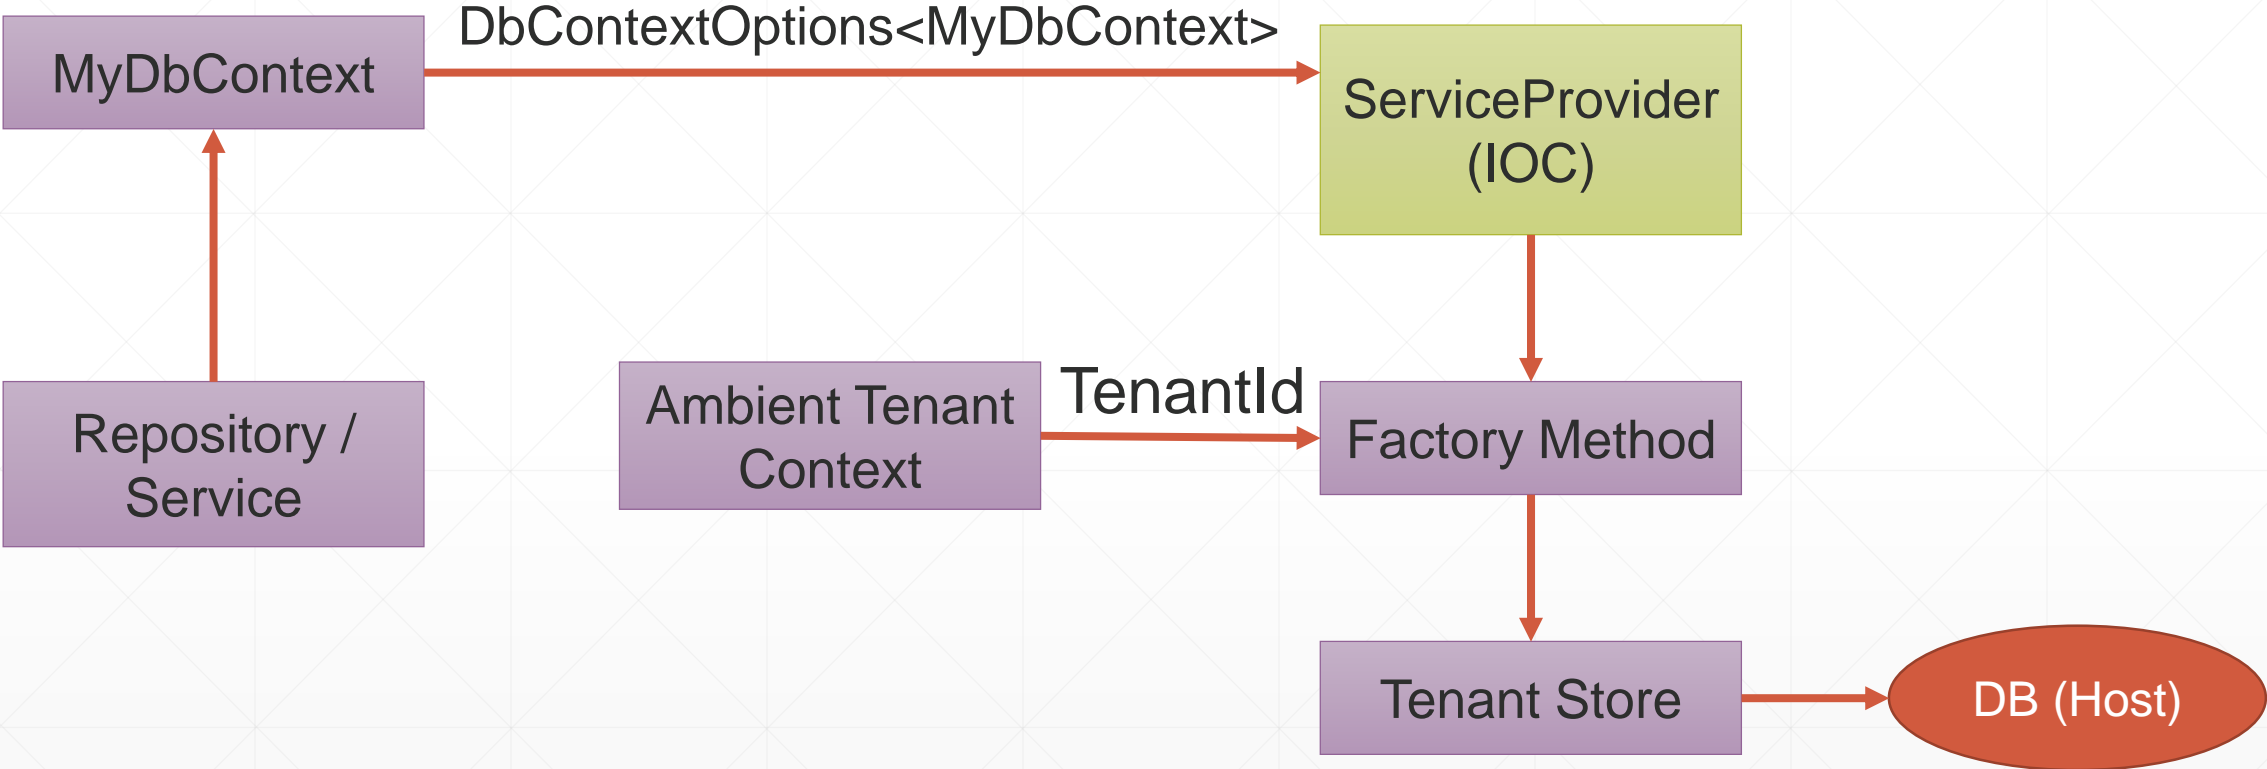 DbContextOptions<MyDbContext>
MyDbContext
ServiceProvider
(IOC)
Repository /
Service
Ambient Tenant
Context
TenantId
Factory Method
Tenant Store
DB (Host)